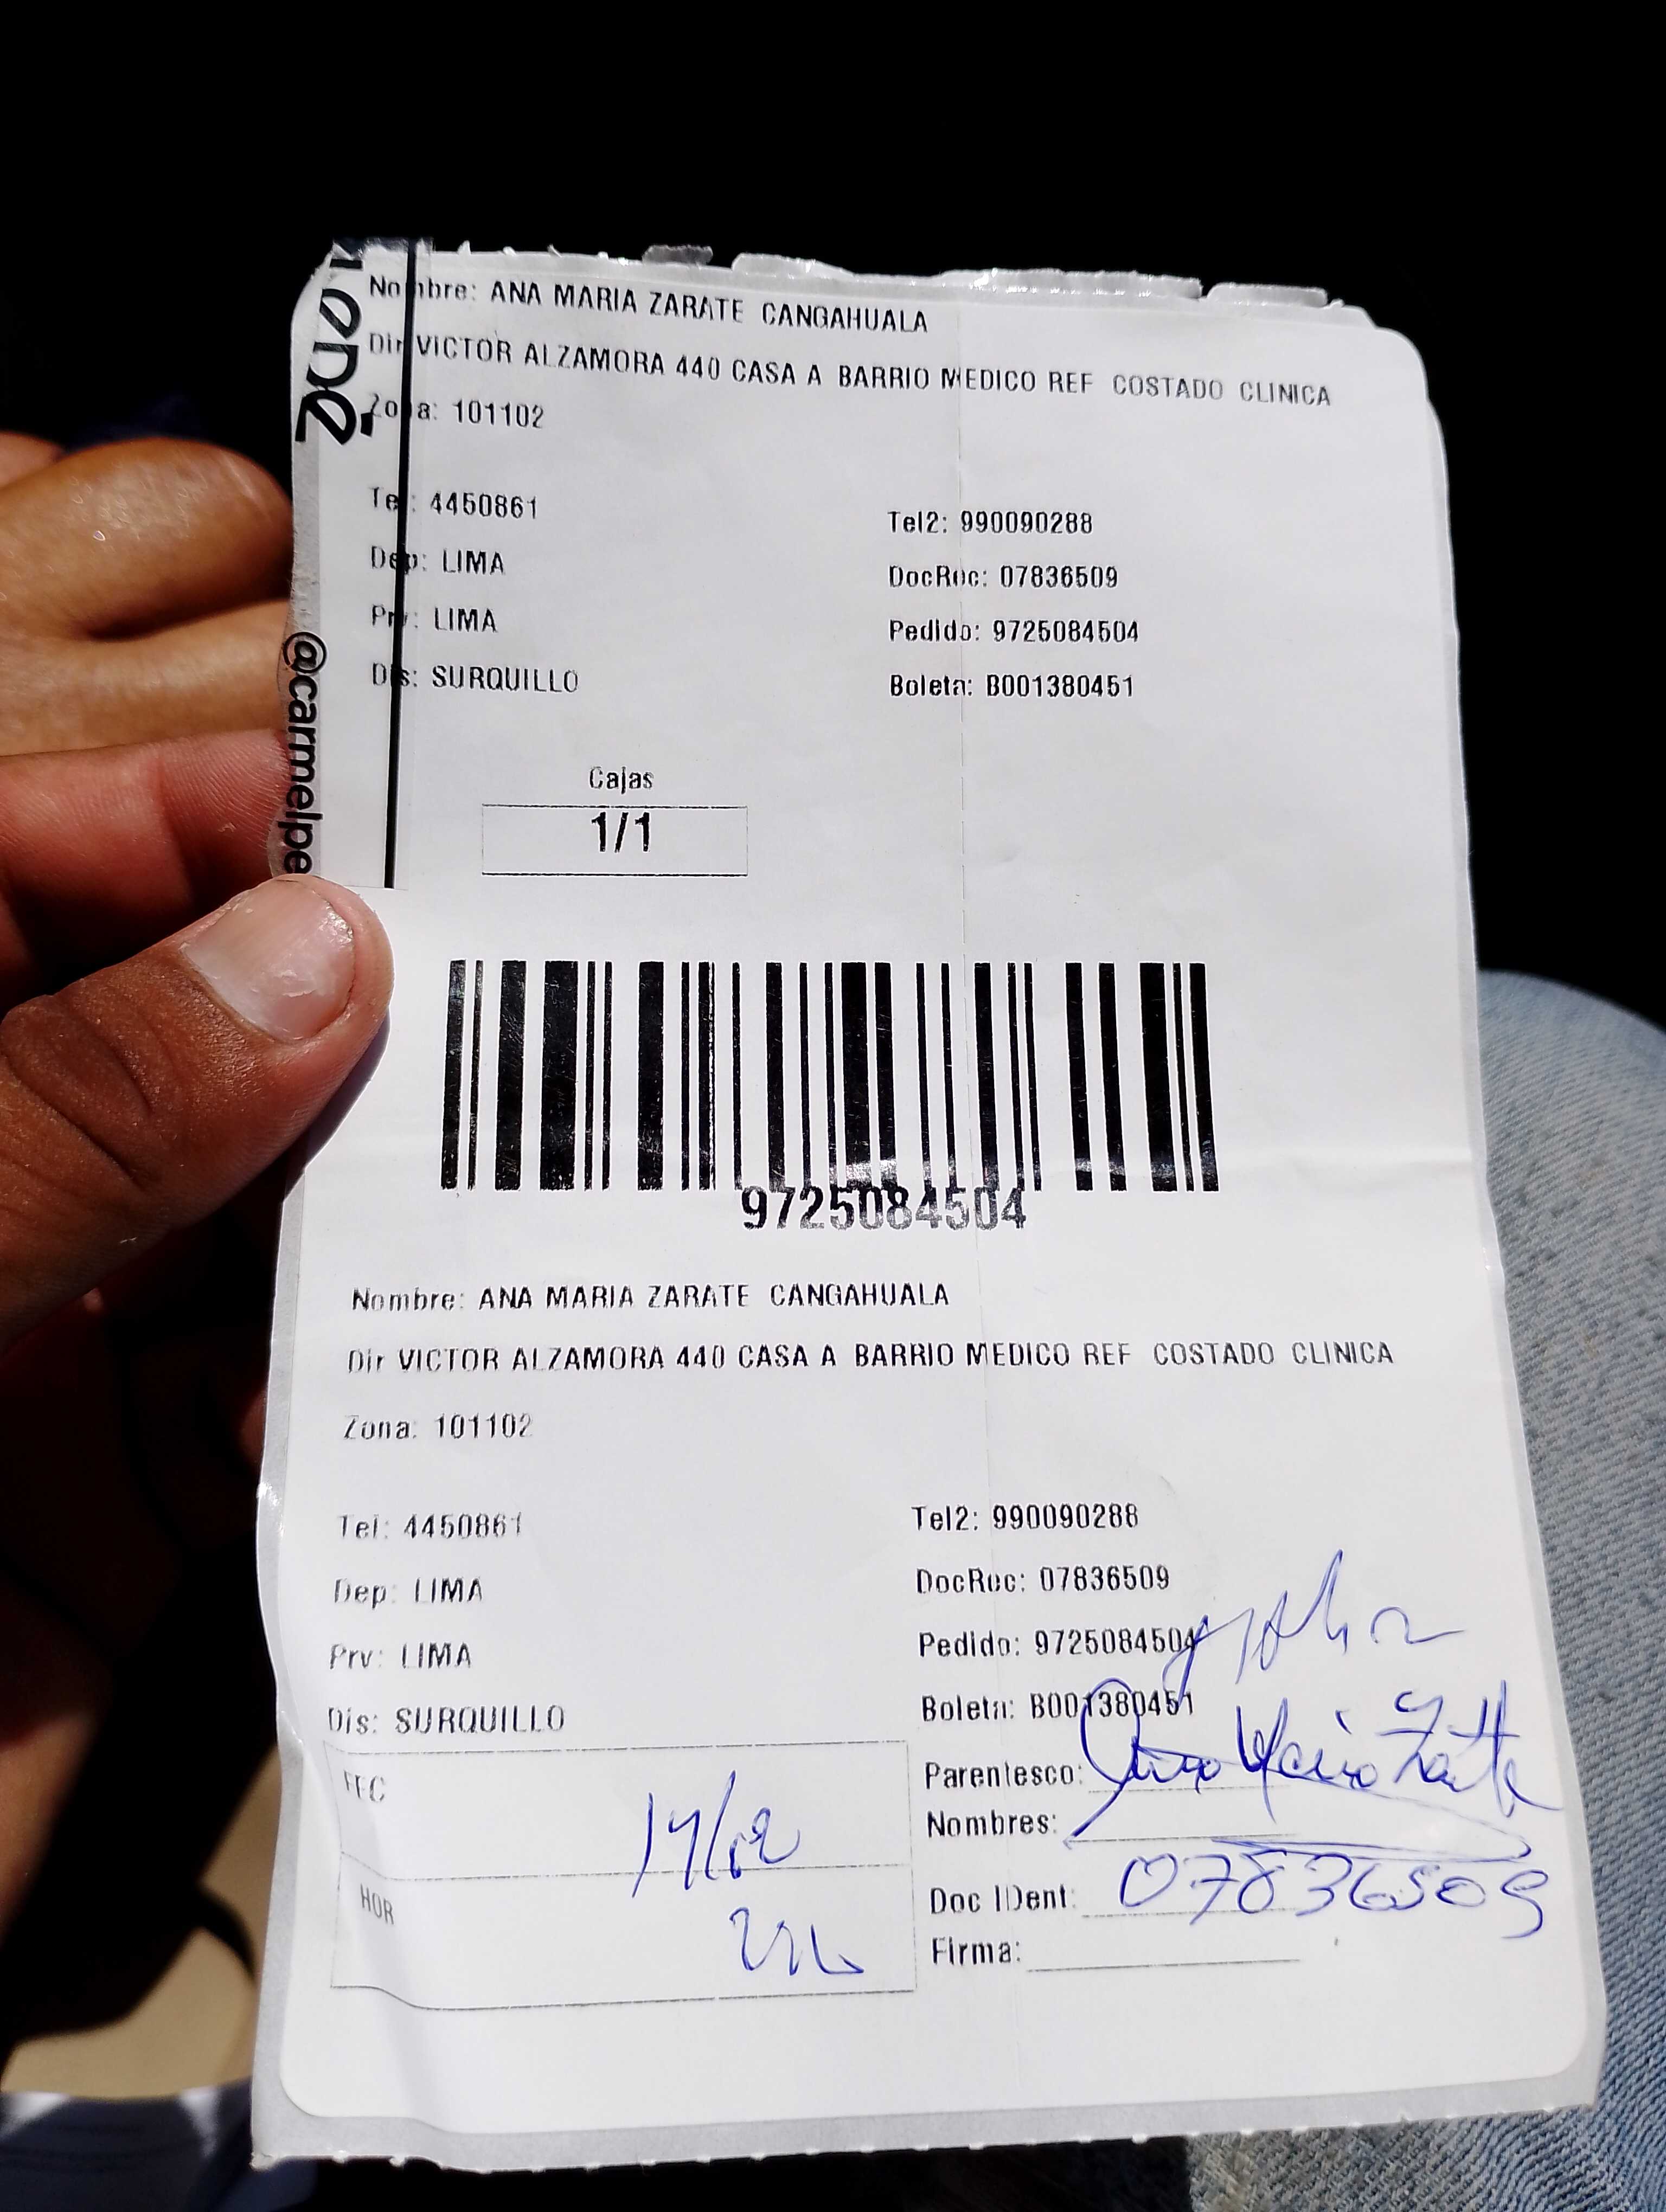 @carmelpe
Nombre: ANA MARIA ZARATE CANGAHUALA
Dir VICTOR ALZAMORA 440 CASA A BARRIO MEDICO REF COSTADO CLINICA
Zona: 101102
Tel: 4450861 Tel2: 990090288
Dep: LIMA DocRec: 07836509
Prv: LIMA Pedido: 9725084504
Dis: SURQUILLO Boleta: B001380451
Cajas
1/1
9725084504
Nombre: ANA MARIA ZARATE CANGAHUALA
Dir VICTOR ALZAMORA 440 CASA A BARRIO MEDICO REF COSTADO CLINICA
Zona: 101102
Tel: 4450861 Tel2: 990090288
Dep: LIMA DocRec: 07836509
Prv: LIMA Pedido: 9725084504
Dis: SURQUILLO Boleta: B001380451
FEC Parentesco: Ana Maria Zarate
Nombres:
HOR Doc IDent: 07836509
Firma: